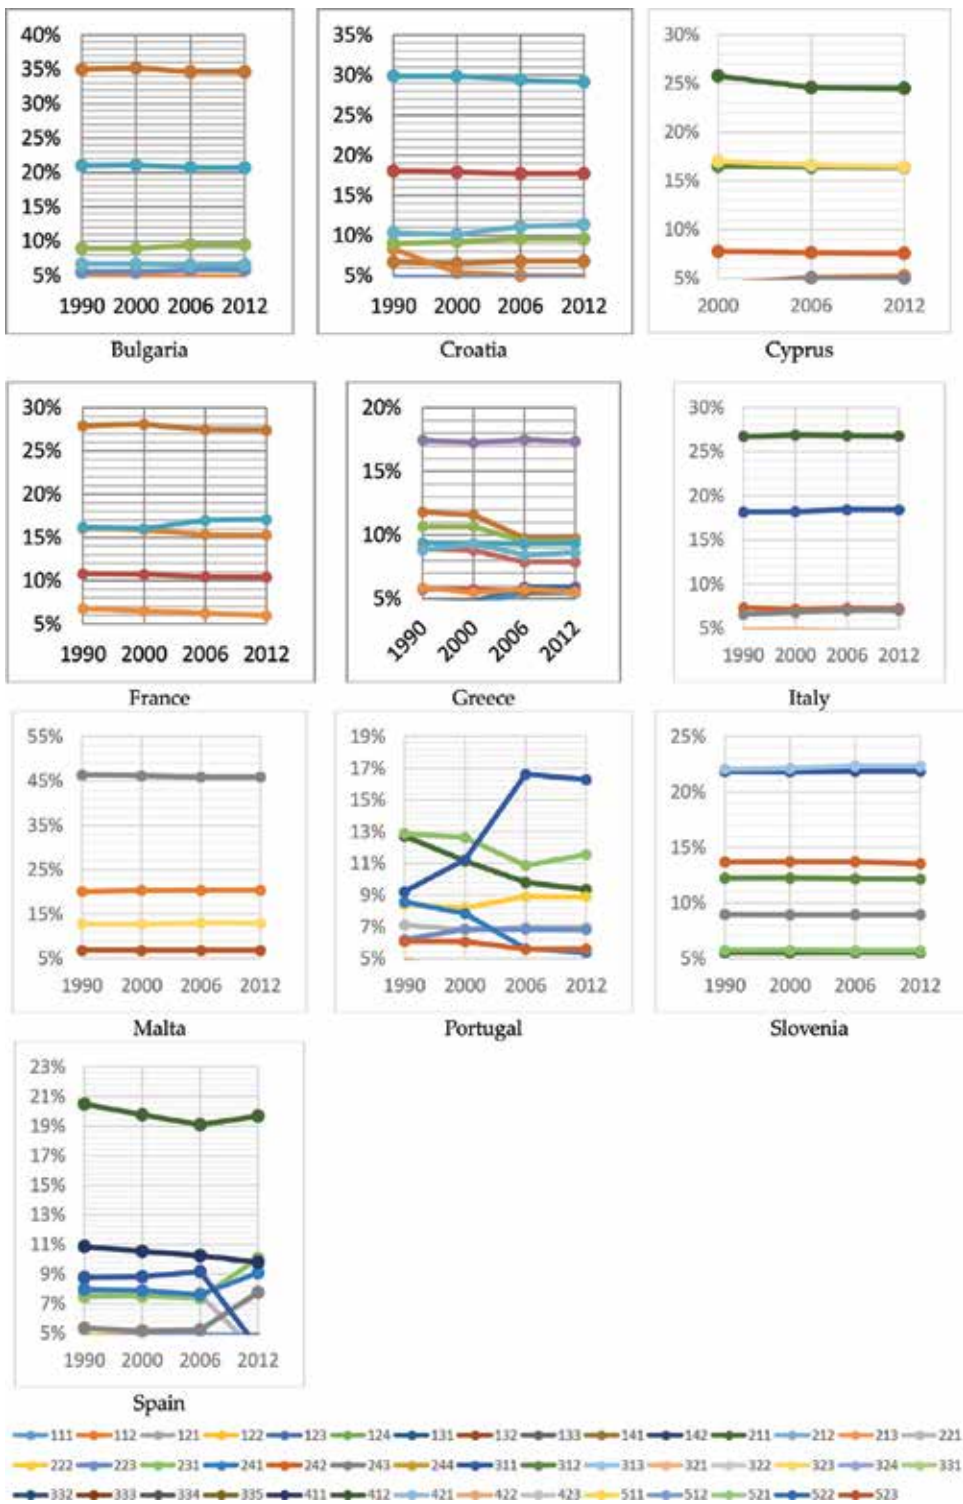 40%
35%
30%
25%
20%
15%
10%
5%
1990 2000 2006 2012
Bulgaria
35%
30%
25%
20%
15%
10%
5%
1990 2000 2006 2012
Croatia
30%
25%
20%
15%
10%
5%
2000 2006 2012
Cyprus
30%
25%
20%
15%
10%
5%
1990 2000 2006 2012
France
20%
15%
10%
5%
1990 2000 2006 2012
Greece
30%
25%
20%
15%
10%
5%
1990 2000 2006 2012
Italy
55%
45%
35%
25%
15%
5%
1990 2000 2006 2012
Malta
19%
17%
15%
13%
11%
9%
7%
5%
1990 2000 2006 2012
Portugal
25%
20%
15%
10%
5%
1990 2000 2006 2012
Slovenia
23%
21%
19%
17%
15%
13%
11%
9%
7%
5%
1990 2000 2006 2012
Spain
111 112 121 122 123 124 131 132 133 141 142 211 212 213 221
222 223 231 241 242 243 244 311 312 313 321 322 323 324 331
332 333 334 335 411 412 421 422 423 511 512 521 522 523